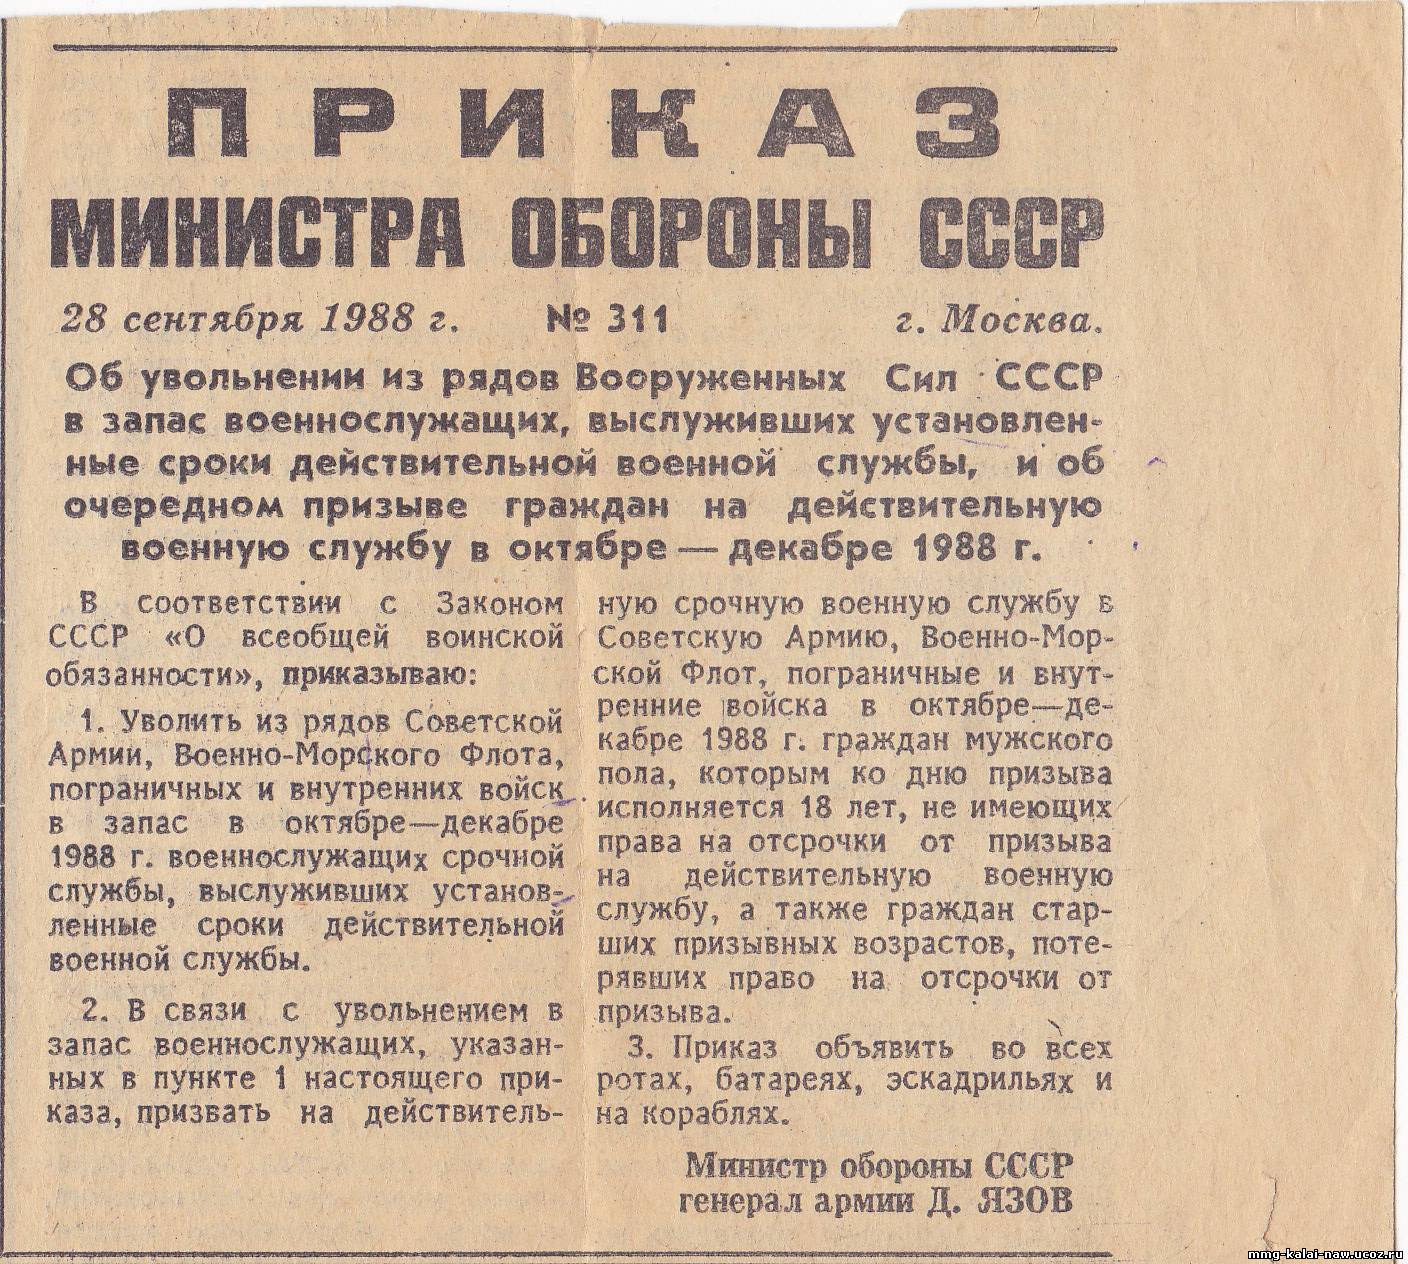 ПРИКАЗ
МИНИСТРА ОБОРОНЫ СССР
28 сентября 1988 г. № 311 г. Москва.
Об увольнении из рядов Вооруженных Сил СССР
в запас военнослужащих, выслуживших установлен-
ные сроки действительной военной службы, и об
очередном призыве граждан на действительную
военную службу в октябре — декабре 1988 г.
В соответствии с Законом
СССР «О всеобщей воинской
обязанности», приказываю:
1. Уволить из рядов Советской
Армии, Военно-Морского Флота,
пограничных и внутренних войск
в запас в октябре—декабре
1988 г. военнослужащих срочной
службы, выслуживших установ-
ленные сроки действительной
военной службы.
2. В связи с увольнением в
запас военнослужащих, указан-
ных в пункте 1 настоящего при-
каза, призвать на действитель-
ную срочную военную службу в
Советскую Армию, Военно-Мор-
ской Флот, пограничные и внут-
ренние войска в октябре—де-
кабре 1988 г. граждан мужского
пола, которым ко дню призыва
исполняется 18 лет, не имеющих
права на отсрочки от призыва
на действительную военную
службу, а также граждан стар-
ших призывных возрастов, поте-
рявших право на отсрочки от
призыва.
3. Приказ объявить во всех
ротах, батареях, эскадрильях и
на кораблях.
Министр обороны СССР
генерал армии Д. ЯЗОВ
mmg-kalai-naw.ucoz.ru